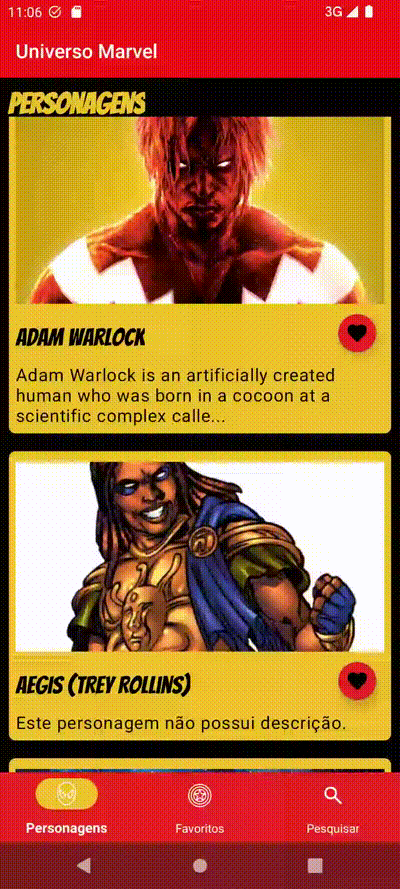 11:06
3G
Universo Marvel
PERSONAGENS
ADAM WARLOCK
Adam Warlock is an artificially created
human who was born in a cocoon at a
scientific complex calle...
AEGIS (TREY ROLLINS)
Este personagem não possui descrição.
Personagens
Favoritos
Pesquisar